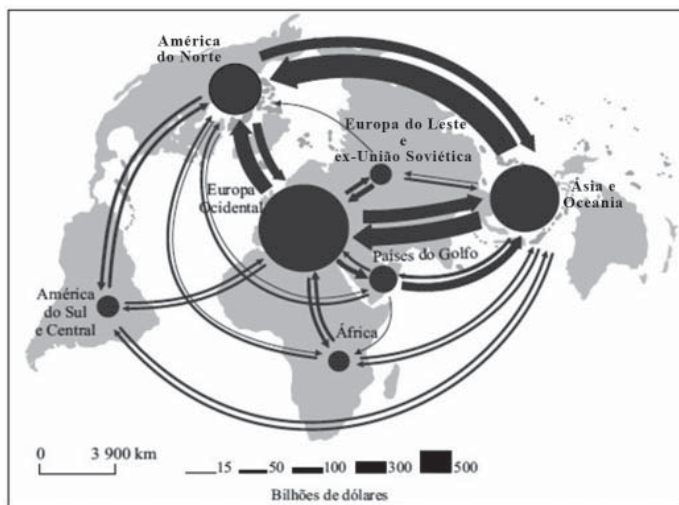 América
do Norte
Europa do Leste
e
ex-União Soviética
Europa
Ocidental
Ásia e
Oceania
Países do Golfo
América
do Sul
e Central
África
0 3 900 km
15 50 100 300 500
Bilhões de dólares